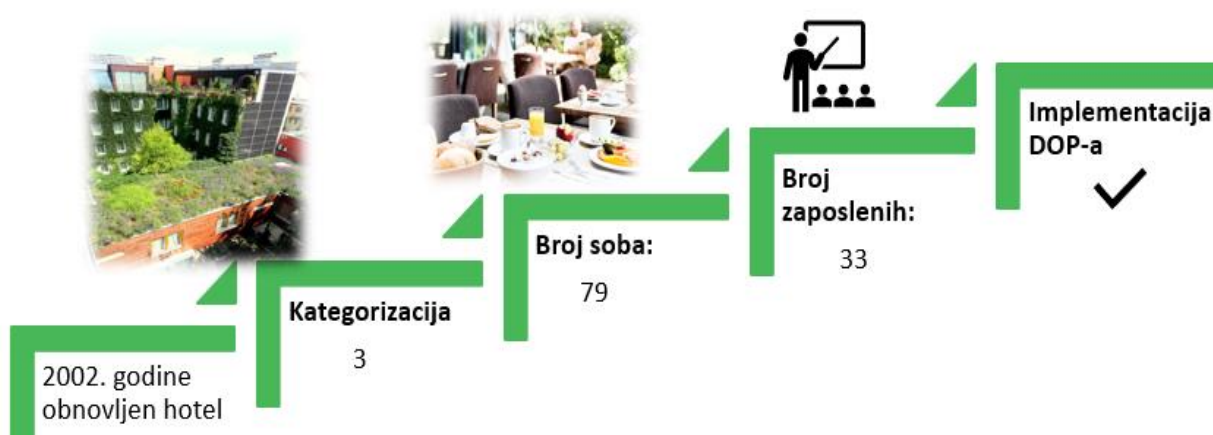 2002. godine
obnovljen hotel
Kategorizacija
3
Broj soba:
79
Broj
zaposlenih:
33
Implementacija
DOP-a